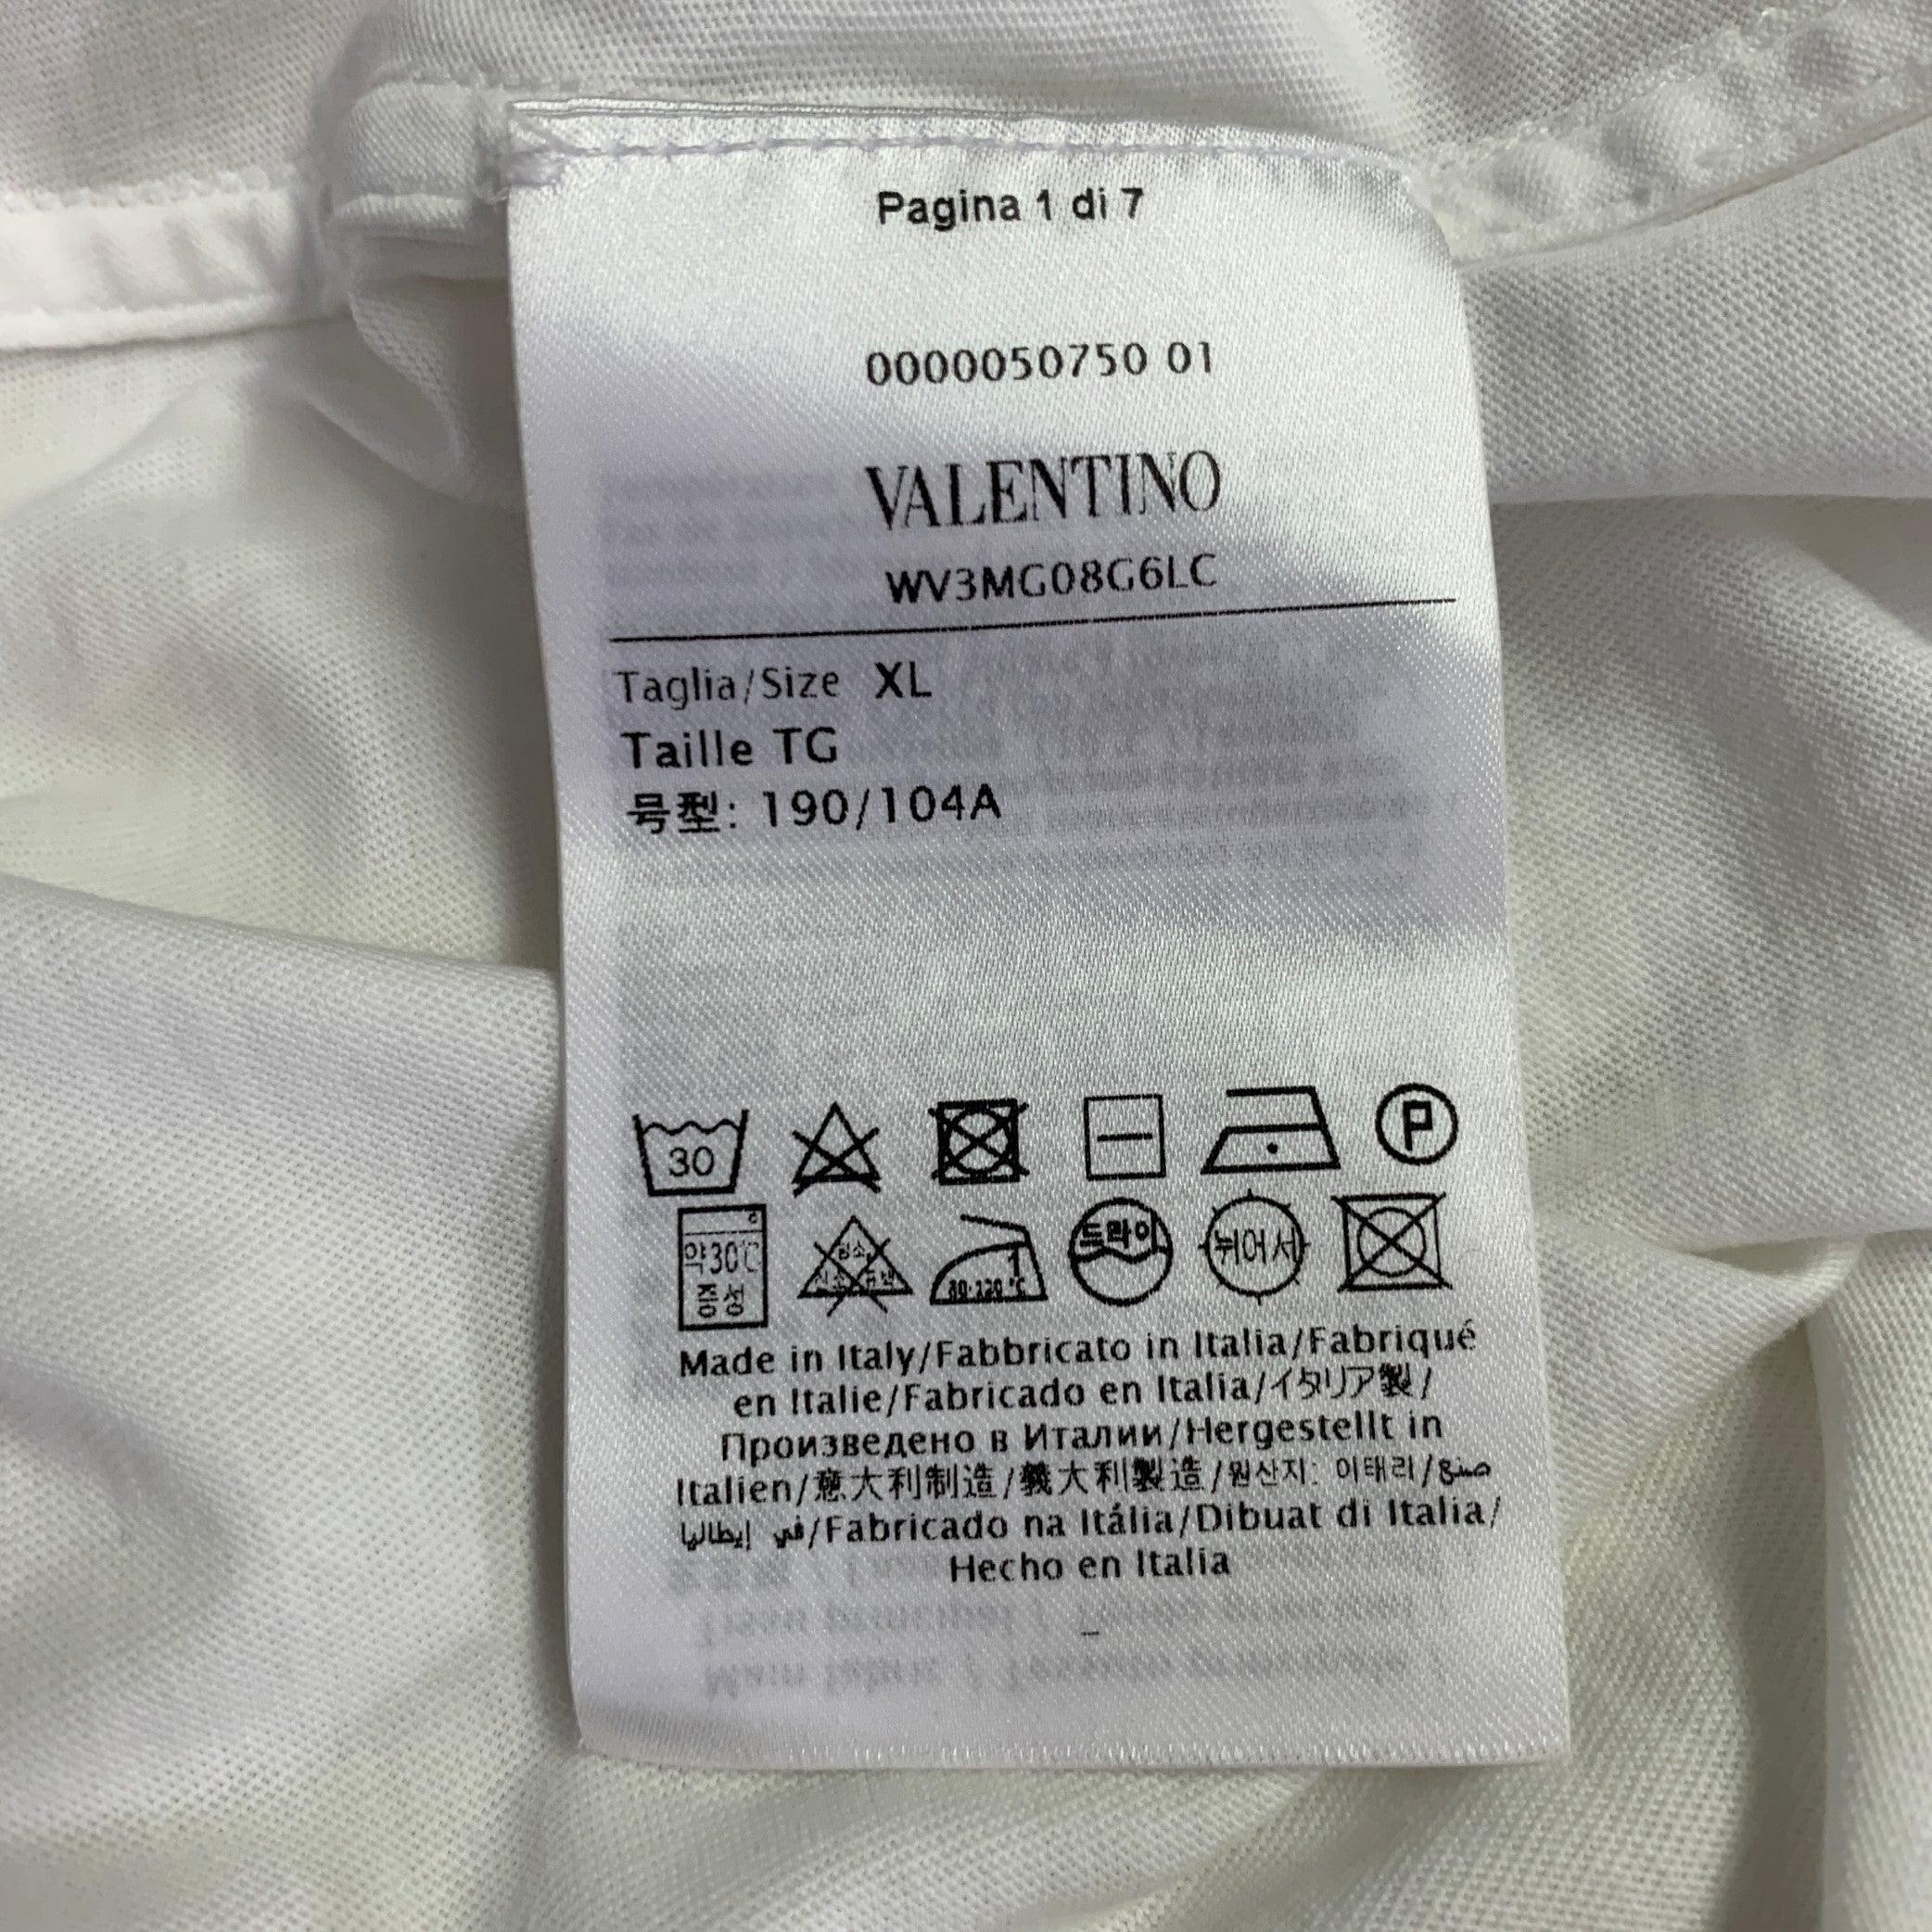 Pagina 1 di 7
0000050750 01
VALENTINO
WV3MG08G6LC
Taglia/Size XL
Taille TG
号型: 190/104A
30
P
약30℃
중성
1
80-120°C
드라이
뉘어서
Made in Italy/Fabbricato in Italia/Fabriqué
en Italie/Fabricado en Italia/イタリア製/
Произведено в Италии/Hergestellt in
Italien/意大利制造/義大利製造/원산지: 이태리/صنع
في إيطاليا/Fabricado na Itália/Dibuat di Italia/
Hecho en Italia